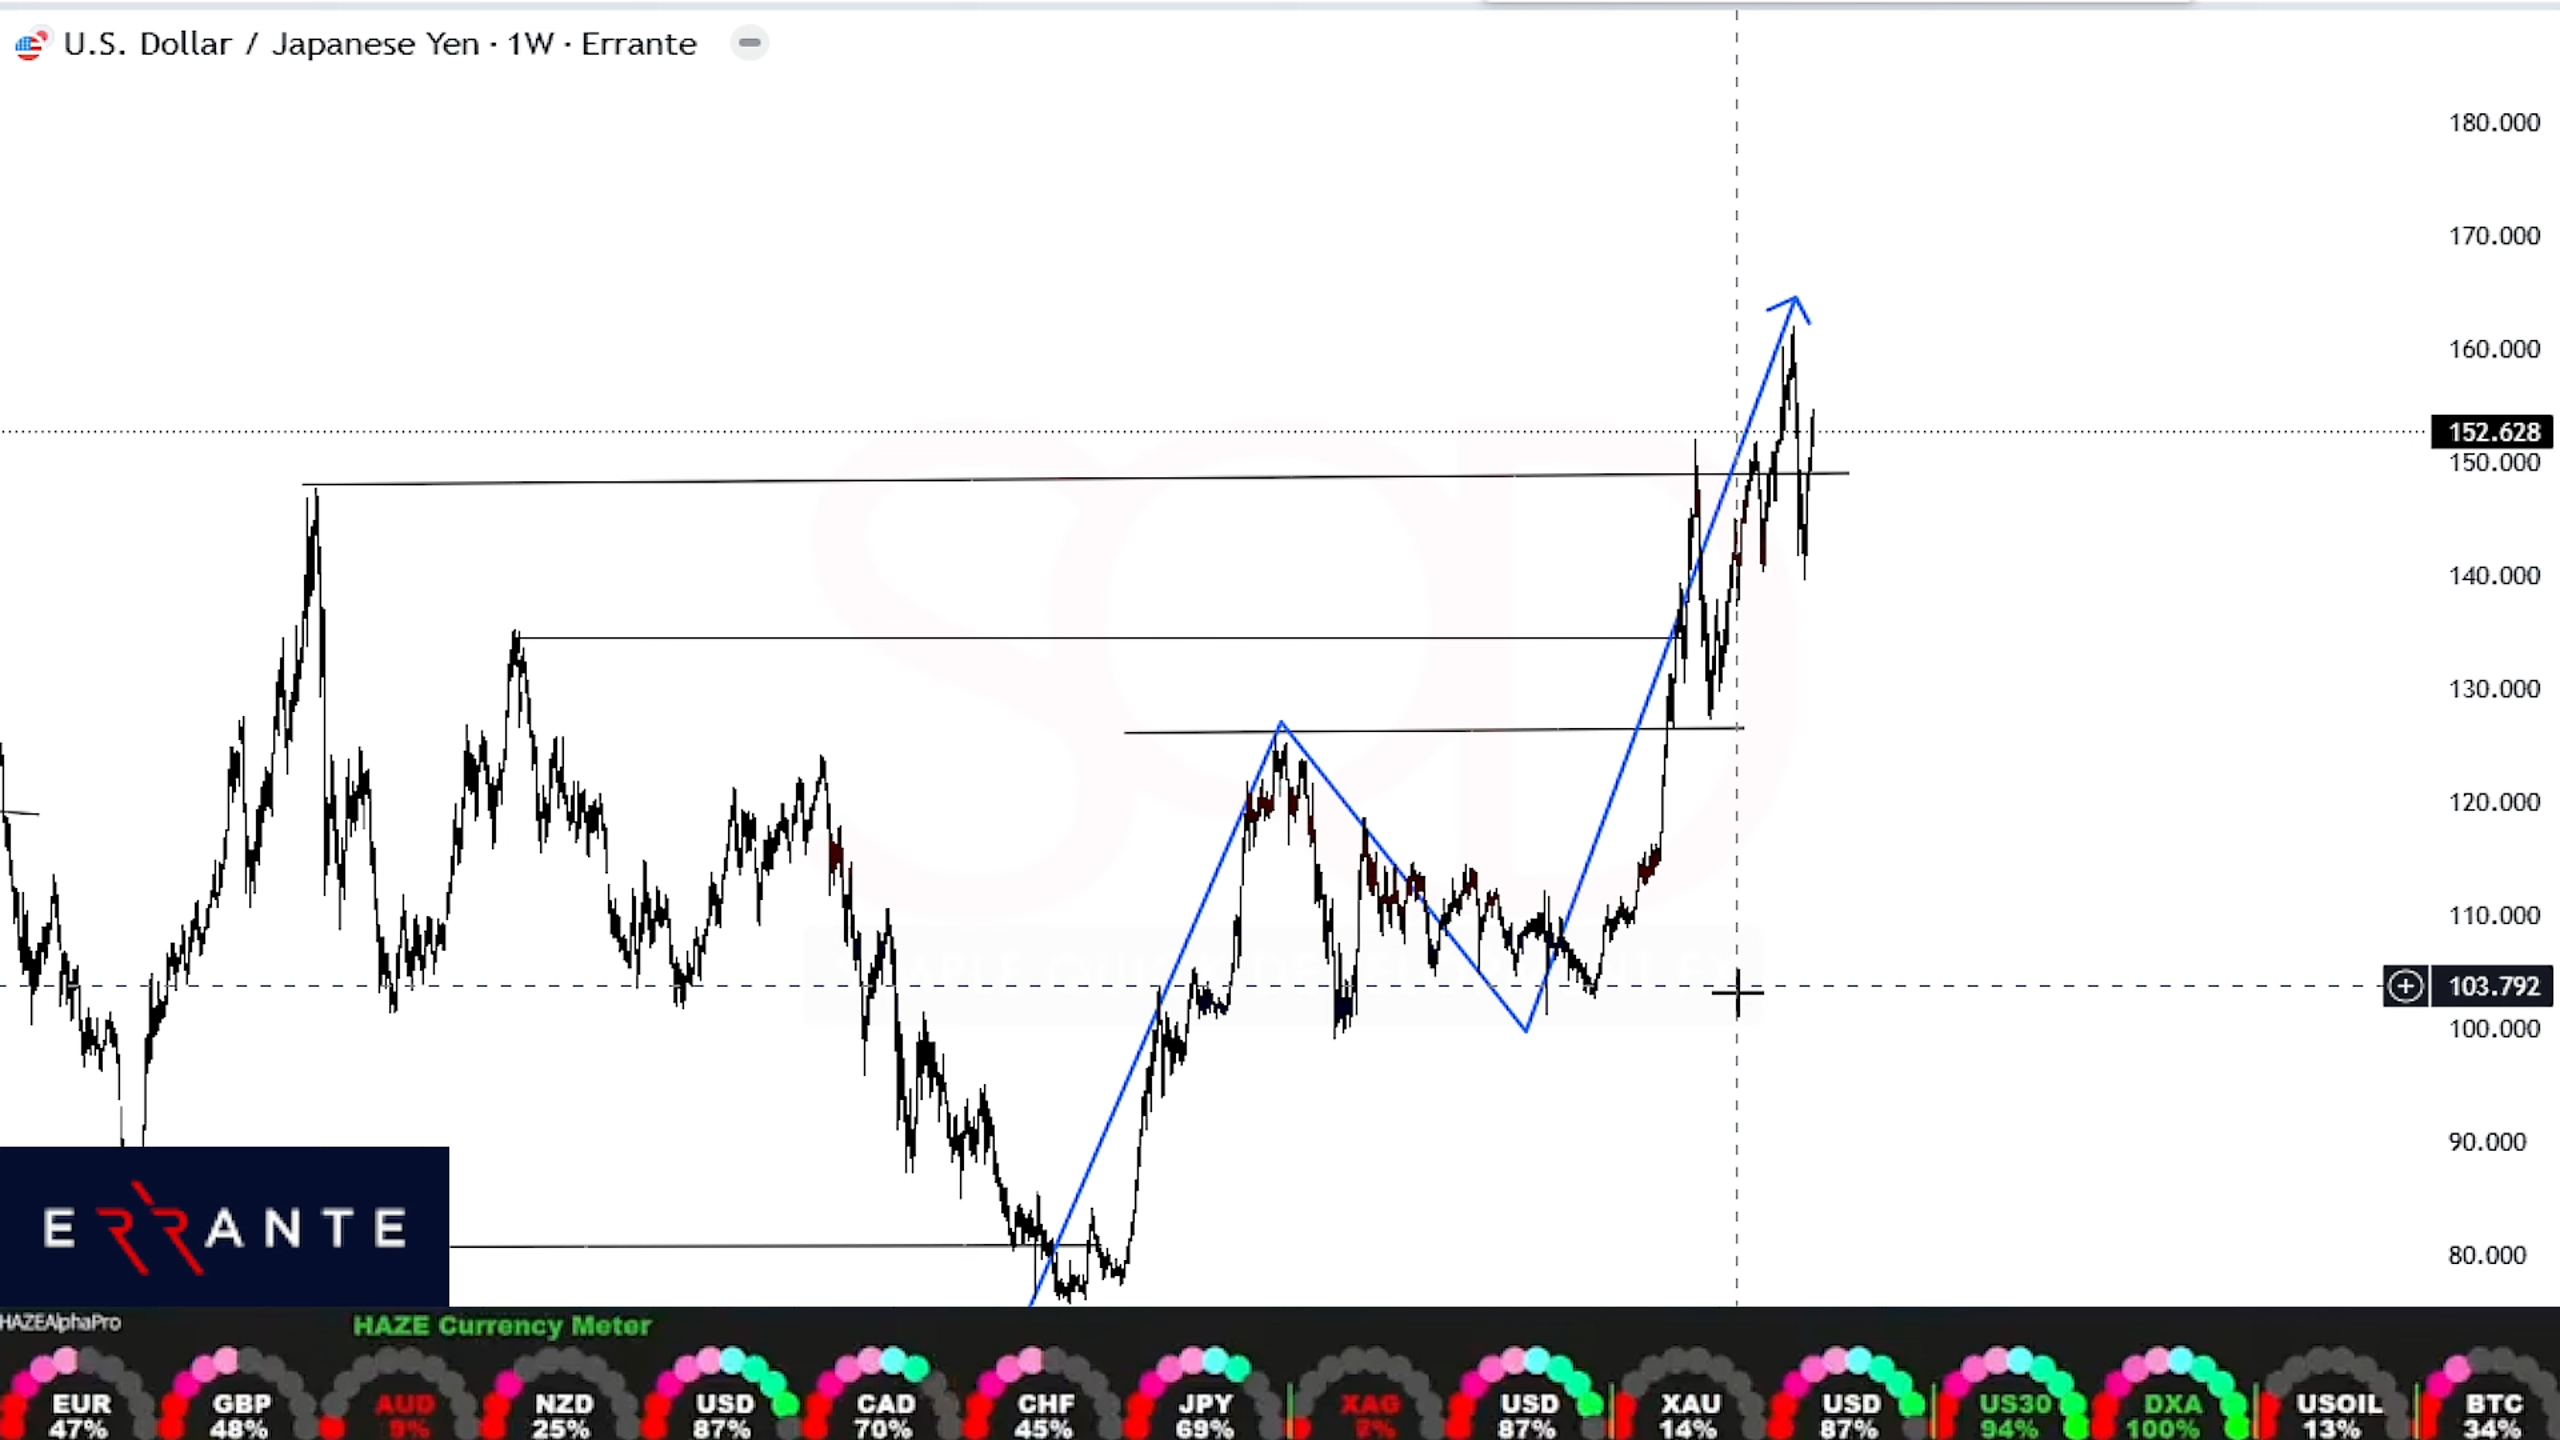 U.S. Dollar / Japanese Yen · 1W · Errante
180.000
170.000
160.000
152.628
150.000
140.000
130.000
120.000
110.000
103.792
100.000
90.000
80.000
ERRANTE
HAZEAlphaPro
HAZE Currency Meter
EUR 47%
GBP 48%
AUD 9%
NZD 25%
USD 87%
CAD 70%
CHF 45%
JPY 69%
XAG 7%
USD 87%
XAU 14%
USD 87%
US30 94%
DXA 100%
USOIL 13%
BTC 34%